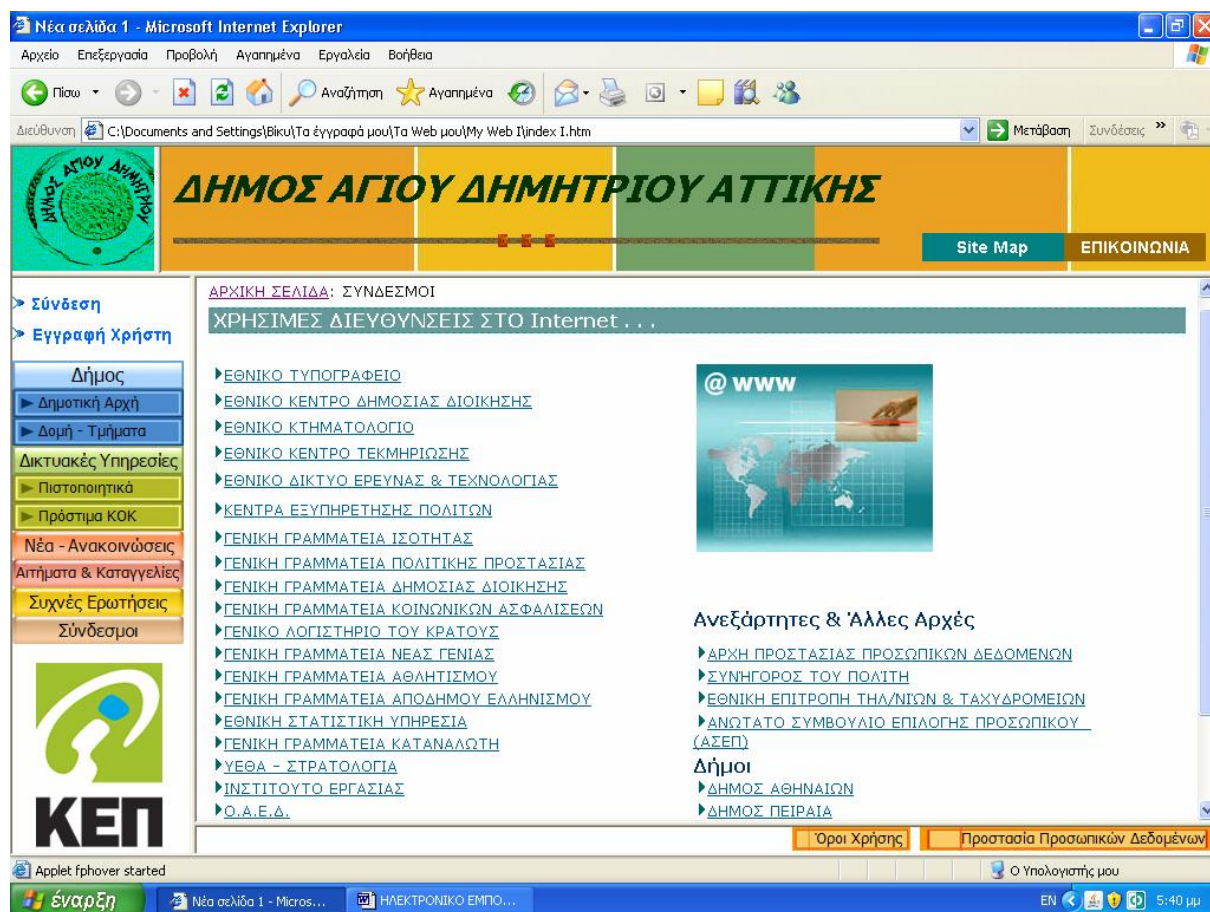 Νέα σελίδα 1 - Microsoft Internet Explorer
Αρχείο Επεξεργασία Προβολή Αγαπημένα Εργαλεία Βοήθεια
Πίσω Αναζήτηση Αγαπημένα
Διεύθυνση C:\Documents and Settings\Βίκυ\Τα έγγραφά μου\Τα Web μου\My Web I\index I.htm Μετάβαση Συνδέσεις »
ΔΗΜΟΣ ΑΓΙΟΥ ΔΗΜΗΤΡΙΟΥ
ΔΗΜΟΣ ΑΓΙΟΥ ΔΗΜΗΤΡΙΟΥ ΑΤΤΙΚΗΣ
Site Map ΕΠΙΚΟΙΝΩΝΙΑ
Σύνδεση
Εγγραφή Χρήστη
Δήμος
Δημοτική Αρχή
Δομή - Τμήματα
Δικτυακές Υπηρεσίες
Πιστοποιητικά
Πρόστιμα ΚΟΚ
Νέα - Ανακοινώσεις
Αιτήματα & Καταγγελίες
Συχνές Ερωτήσεις
Σύνδεσμοι
ΚΕΠ
ΑΡΧΙΚΗ ΣΕΛΙΔΑ: ΣΥΝΔΕΣΜΟΙ
ΧΡΗΣΙΜΕΣ ΔΙΕΥΘΥΝΣΕΙΣ ΣΤΟ Internet . . .
ΕΘΝΙΚΟ ΤΥΠΟΓΡΑΦΕΙΟ
ΕΘΝΙΚΟ ΚΕΝΤΡΟ ΔΗΜΟΣΙΑΣ ΔΙΟΙΚΗΣΗΣ
ΕΘΝΙΚΟ ΚΤΗΜΑΤΟΛΟΓΙΟ
ΕΘΝΙΚΟ ΚΕΝΤΡΟ ΤΕΚΜΗΡΙΩΣΗΣ
ΕΘΝΙΚΟ ΔΙΚΤΥΟ ΕΡΕΥΝΑΣ & ΤΕΧΝΟΛΟΓΙΑΣ
ΚΕΝΤΡΑ ΕΞΥΠΗΡΕΤΗΣΗΣ ΠΟΛΙΤΩΝ
ΓΕΝΙΚΗ ΓΡΑΜΜΑΤΕΙΑ ΙΣΟΤΗΤΑΣ
ΓΕΝΙΚΗ ΓΡΑΜΜΑΤΕΙΑ ΠΟΛΙΤΙΚΗΣ ΠΡΟΣΤΑΣΙΑΣ
ΓΕΝΙΚΗ ΓΡΑΜΜΑΤΕΙΑ ΔΗΜΟΣΙΑΣ ΔΙΟΙΚΗΣΗΣ
ΓΕΝΙΚΗ ΓΡΑΜΜΑΤΕΙΑ ΚΟΙΝΩΝΙΚΩΝ ΑΣΦΑΛΙΣΕΩΝ
ΓΕΝΙΚΟ ΛΟΓΙΣΤΗΡΙΟ ΤΟΥ ΚΡΑΤΟΥΣ
ΓΕΝΙΚΗ ΓΡΑΜΜΑΤΕΙΑ ΝΕΑΣ ΓΕΝΙΑΣ
ΓΕΝΙΚΗ ΓΡΑΜΜΑΤΕΙΑ ΑΘΛΗΤΙΣΜΟΥ
ΓΕΝΙΚΗ ΓΡΑΜΜΑΤΕΙΑ ΑΠΟΔΗΜΟΥ ΕΛΛΗΝΙΣΜΟΥ
ΕΘΝΙΚΗ ΣΤΑΤΙΣΤΙΚΗ ΥΠΗΡΕΣΙΑ
ΓΕΝΙΚΗ ΓΡΑΜΜΑΤΕΙΑ ΚΑΤΑΝΑΛΩΤΗ
ΥΕΘΑ - ΣΤΡΑΤΟΛΟΓΙΑ
ΙΝΣΤΙΤΟΥΤΟ ΕΡΓΑΣΙΑΣ
Ο.Α.Ε.Δ.
@ www
Ανεξάρτητες & Άλλες Αρχές
ΑΡΧΗ ΠΡΟΣΤΑΣΙΑΣ ΠΡΟΣΩΠΙΚΩΝ ΔΕΔΟΜΕΝΩΝ
ΣΥΝΉΓΟΡΟΣ ΤΟΥ ΠΟΛΊΤΗ
ΕΘΝΙΚΗ ΕΠΙΤΡΟΠΗ ΤΗΛ/ΝΊΩΝ & ΤΑΧΥΔΡΟΜΕΙΩΝ
ΑΝΩΤΑΤΟ ΣΥΜΒΟΥΛΙΟ ΕΠΙΛΟΓΗΣ ΠΡΟΣΩΠΙΚΟΥ
(ΑΣΕΠ)
Δήμοι
ΔΗΜΟΣ ΑΘΗΝΑΙΩΝ
ΔΗΜΟΣ ΠΕΙΡΑΙΑ
Όροι Χρήσης Προστασία Προσωπικών Δεδομένων
Applet fphover started Ο Υπολογιστής μου
έναρξη Νέα σελίδα 1 - Micros... ΗΛΕΚΤΡΟΝΙΚΟ ΕΜΠΟ... EN 5:40 μμ